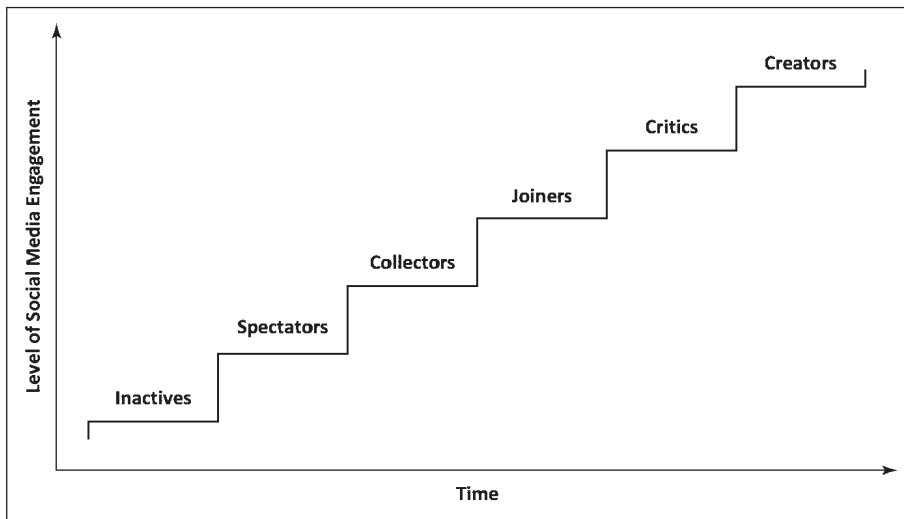 Creators
Critics
Joiners
Collectors
Spectators
Inactives
Level of Social Media Engagement
Time